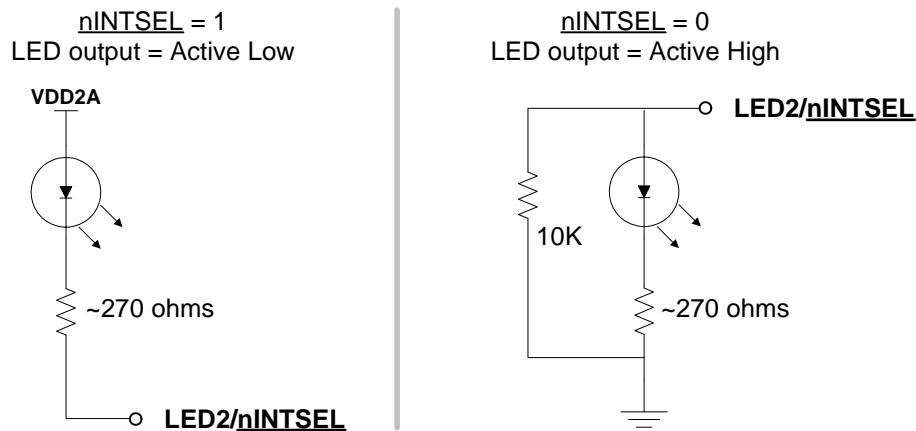 nINTSEL = 1
LED output = Active Low
VDD2A
~270 ohms
LED2/nINTSEL
nINTSEL = 0
LED output = Active High
LED2/nINTSEL
10K
~270 ohms